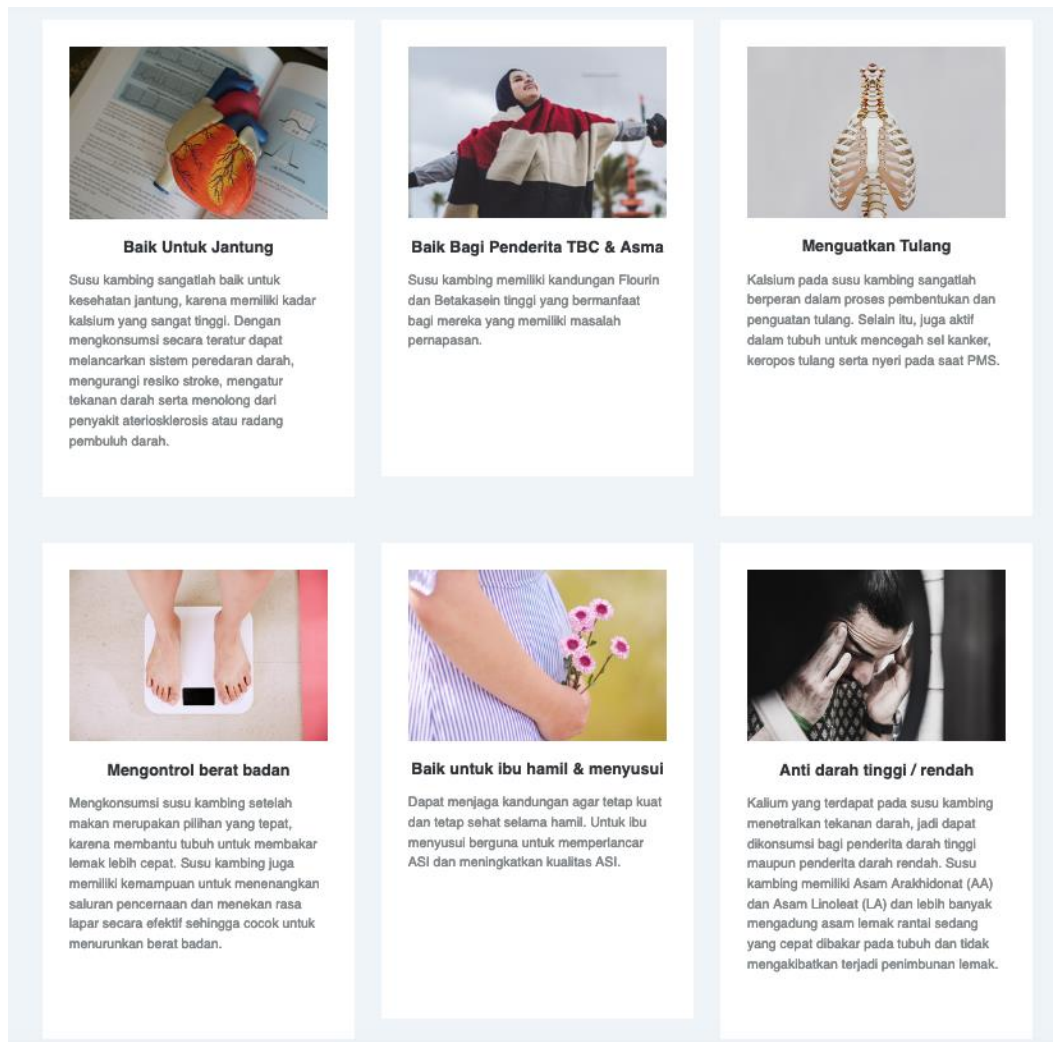 Baik Untuk Jantung
Susu kambing sangatlah baik untuk
kesehatan jantung, karena memiliki kadar
kalsium yang sangat tinggi. Dengan
mengkonsumsi secara teratur dapat
melancarkan sistem peredaran darah,
mengurangi resiko stroke, mengatur
tekanan darah serta menolong dari
penyakit ateriosklerosis atau radang
pembuluh darah.
Baik Bagi Penderita TBC & Asma
Susu kambing memiliki kandungan Flourin
dan Betakasein tinggi yang bermanfaat
bagi mereka yang memiliki masalah
pernapasan.
Menguatkan Tulang
Kalsium pada susu kambing sangatlah
berperan dalam proses pembentukan dan
penguatan tulang. Selain itu, juga aktif
dalam tubuh untuk mencegah sel kanker,
keropos tulang serta nyeri pada saat PMS.
Mengontrol berat badan
Mengkonsumsi susu kambing setelah
makan merupakan pilihan yang tepat,
karena membantu tubuh untuk membakar
lemak lebih cepat. Susu kambing juga
memiliki kemampuan untuk menenangkan
saluran pencernaan dan menekan rasa
lapar secara efektif sehingga cocok untuk
menurunkan berat badan.
Baik untuk ibu hamil & menyusui
Dapat menjaga kandungan agar tetap kuat
dan tetap sehat selama hamil. Untuk ibu
menyusui berguna untuk memperlancar
ASI dan meningkatkan kualitas ASI.
Anti darah tinggi / rendah
Kalium yang terdapat pada susu kambing
menetralkan tekanan darah, jadi dapat
dikonsumsi bagi penderita darah tinggi
maupun penderita darah rendah. Susu
kambing memiliki Asam Arakhidonat (AA)
dan Asam Linoleat (LA) dan lebih banyak
mengadung asam lemak rantai sedang
yang cepat dibakar pada tubuh dan tidak
mengakibatkan terjadi penimbunan lemak.